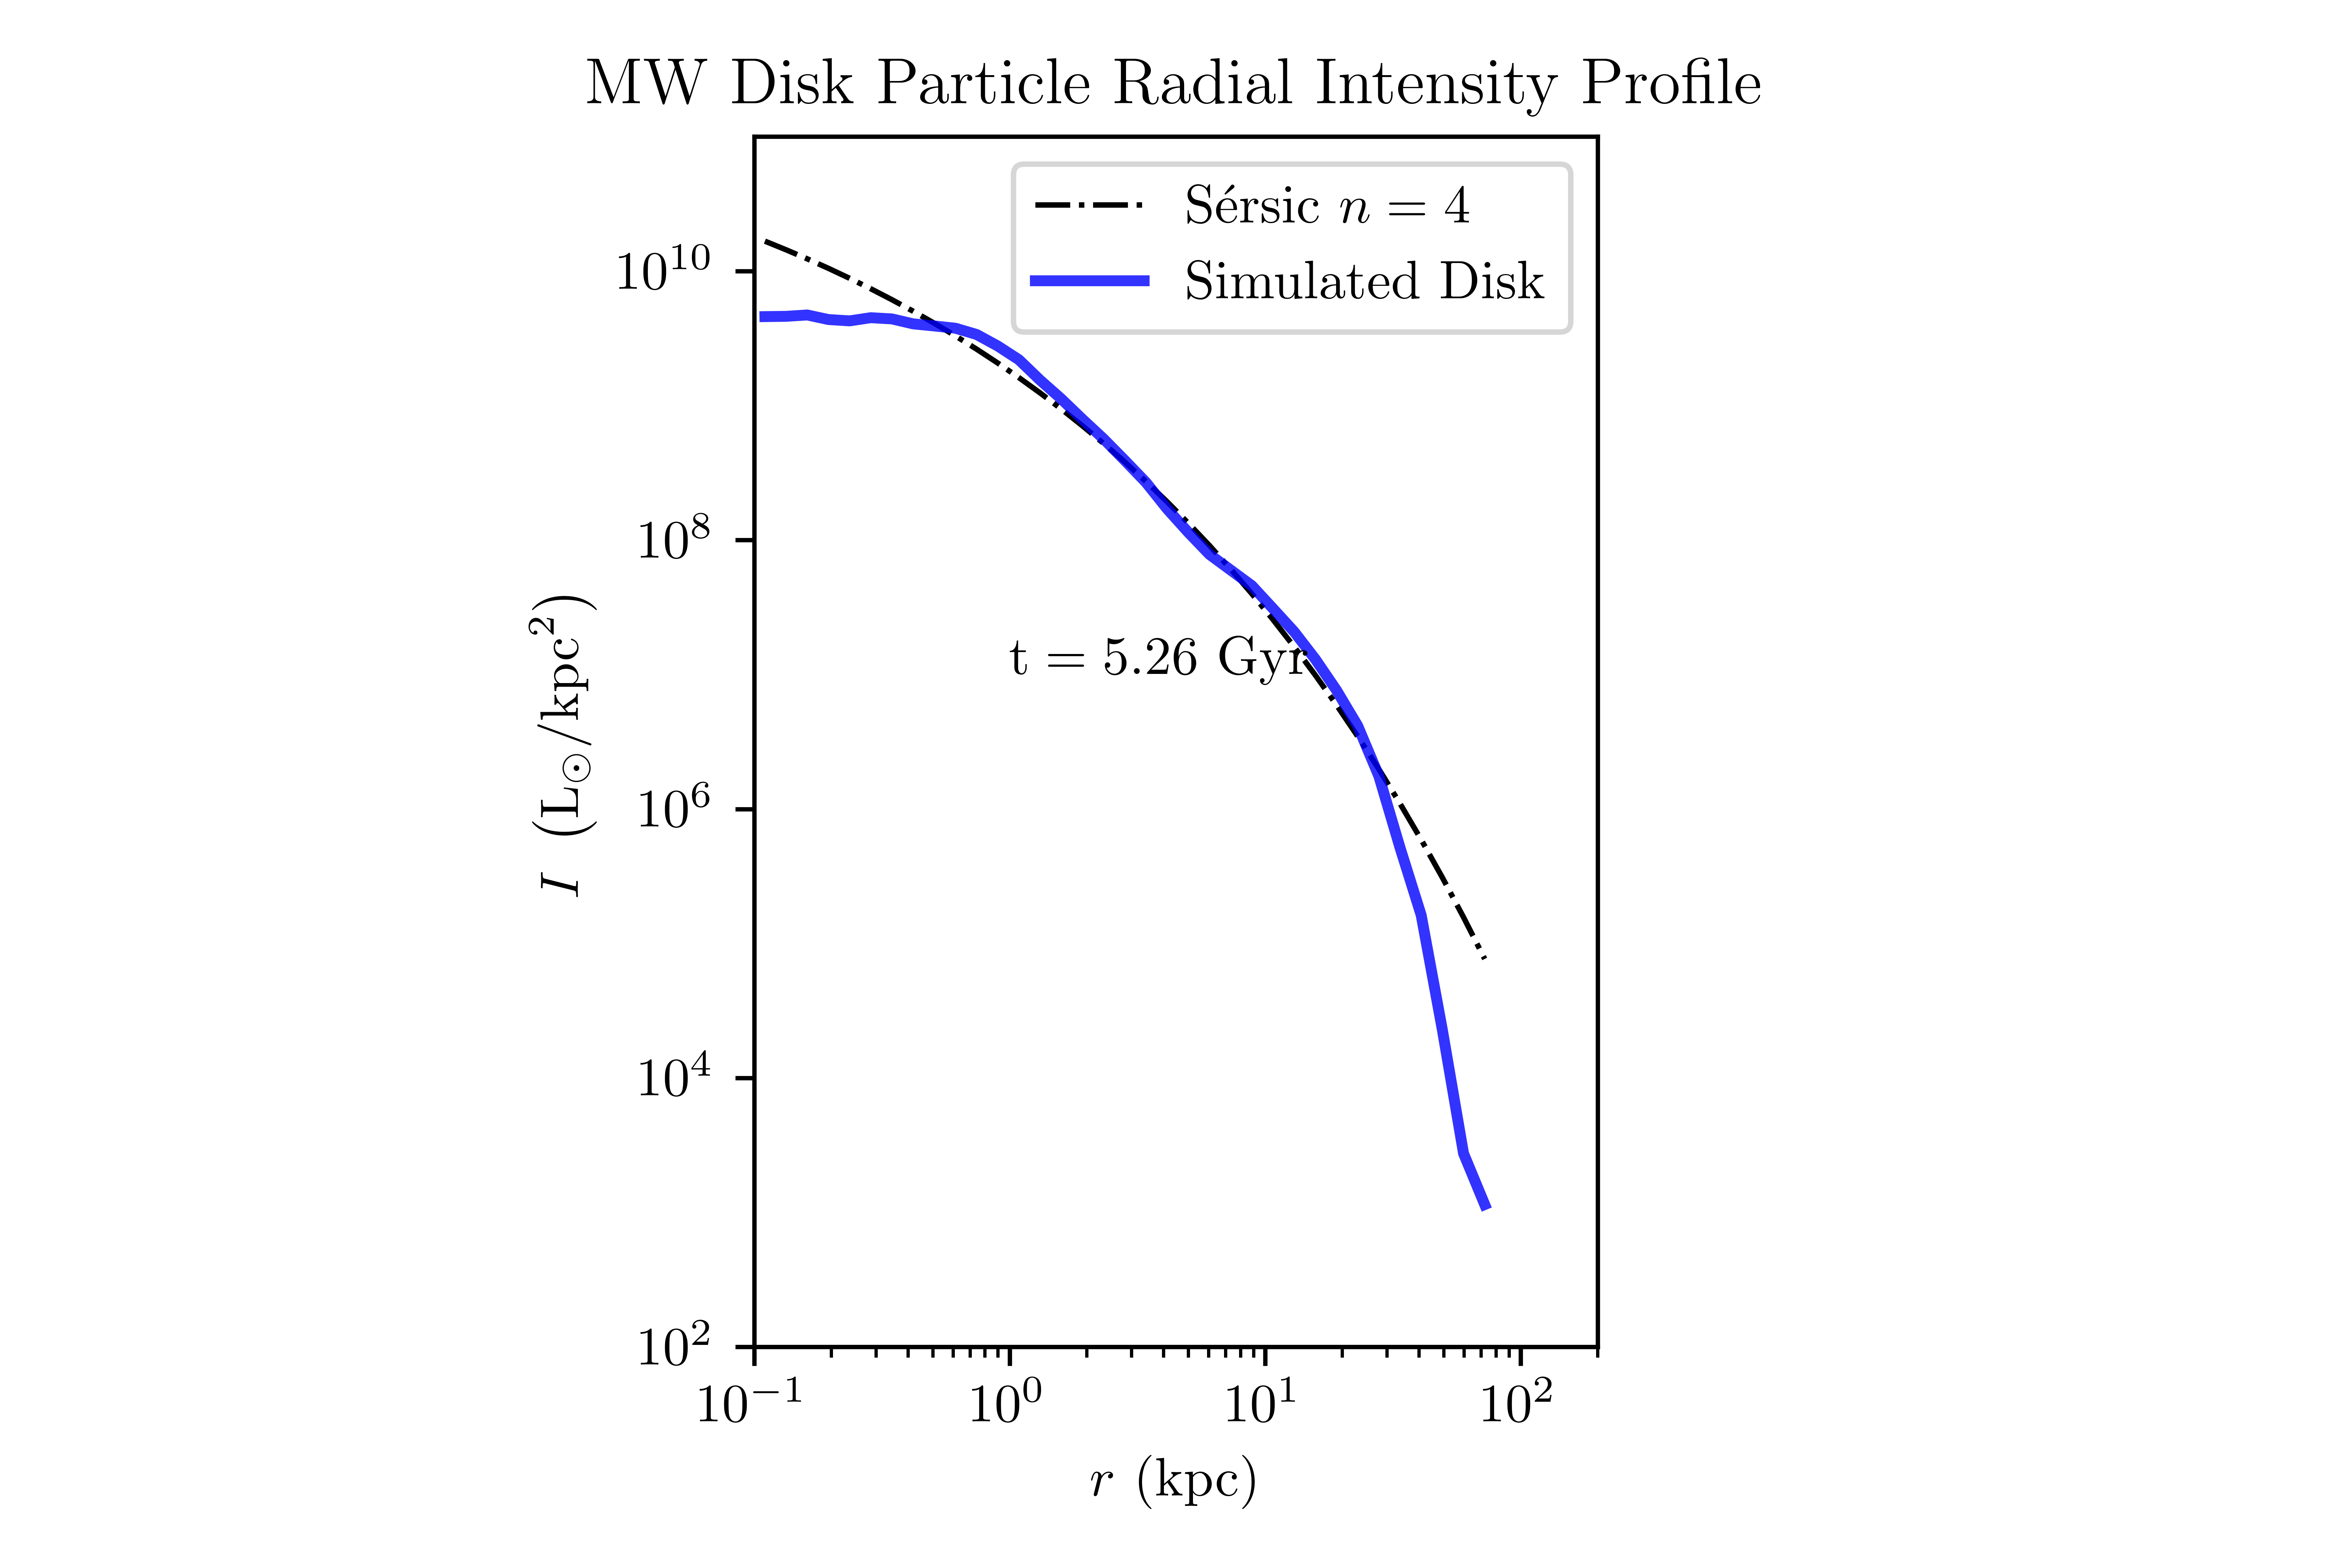 MW Disk Particle Radial Intensity Profile
Sérsic n = 4
Simulated Disk
10¹⁰
10⁸
t = 5.26 Gyr
I (L⊙/kpc²)
10⁶
10⁴
10²
10⁻¹ 10⁰ 10¹ 10²
r (kpc)